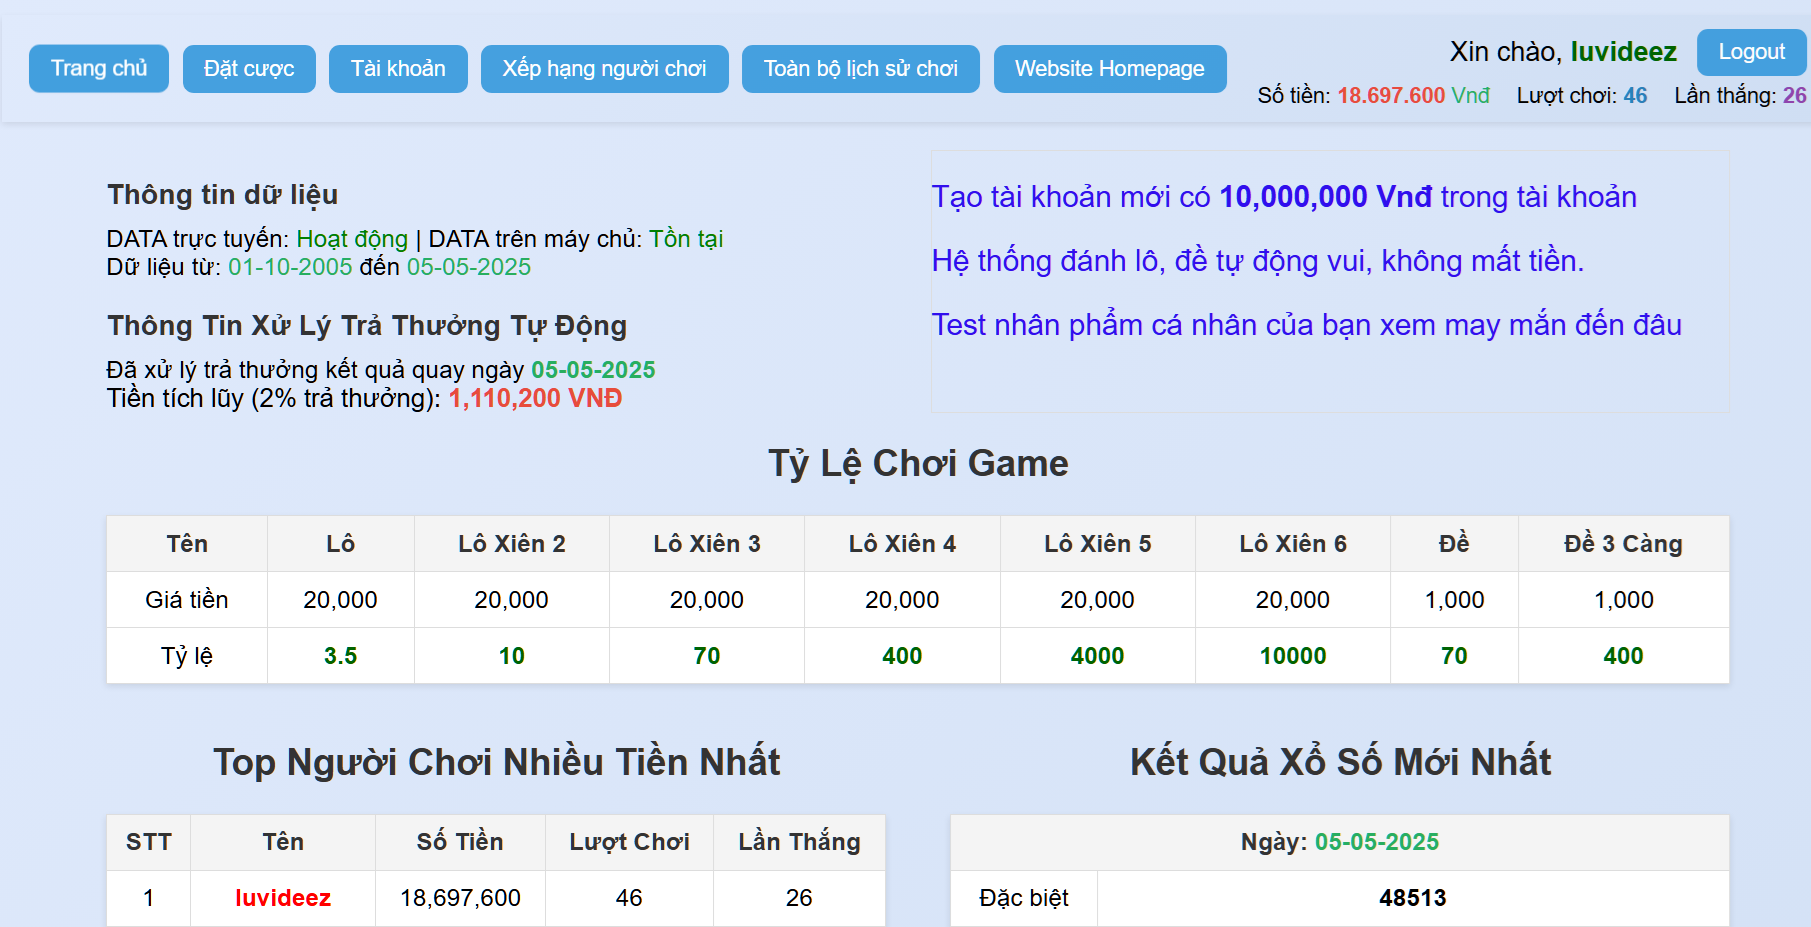 Trang chủ Đặt cược Tài khoản Xếp hạng người chơi Toàn bộ lịch sử chơi Website Homepage
Xin chào, luvideez Logout
Số tiền: 18.697.600 Vnđ Lượt chơi: 46 Lần thắng: 26
Thông tin dữ liệu
DATA trực tuyến: Hoạt động | DATA trên máy chủ: Tồn tại
Dữ liệu từ: 01-10-2005 đến 05-05-2025
Thông Tin Xử Lý Trả Thưởng Tự Động
Đã xử lý trả thưởng kết quả quay ngày 05-05-2025
Tiền tích lũy (2% trả thưởng): 1,110,200 VNĐ
Tạo tài khoản mới có 10,000,000 Vnđ trong tài khoản
Hệ thống đánh lô, đề tự động vui, không mất tiền.
Test nhân phẩm cá nhân của bạn xem may mắn đến đâu
Tỷ Lệ Chơi Game
Tên Lô Lô Xiên 2 Lô Xiên 3 Lô Xiên 4 Lô Xiên 5 Lô Xiên 6 Đề Đề 3 Càng
Giá tiền 20,000 20,000 20,000 20,000 20,000 20,000 1,000 1,000
Tỷ lệ 3.5 10 70 400 4000 10000 70 400
Top Người Chơi Nhiều Tiền Nhất
STT Tên Số Tiền Lượt Chơi Lần Thắng
1 luvideez 18,697,600 46 26
Kết Quả Xổ Số Mới Nhất
Ngày: 05-05-2025
Đặc biệt 48513